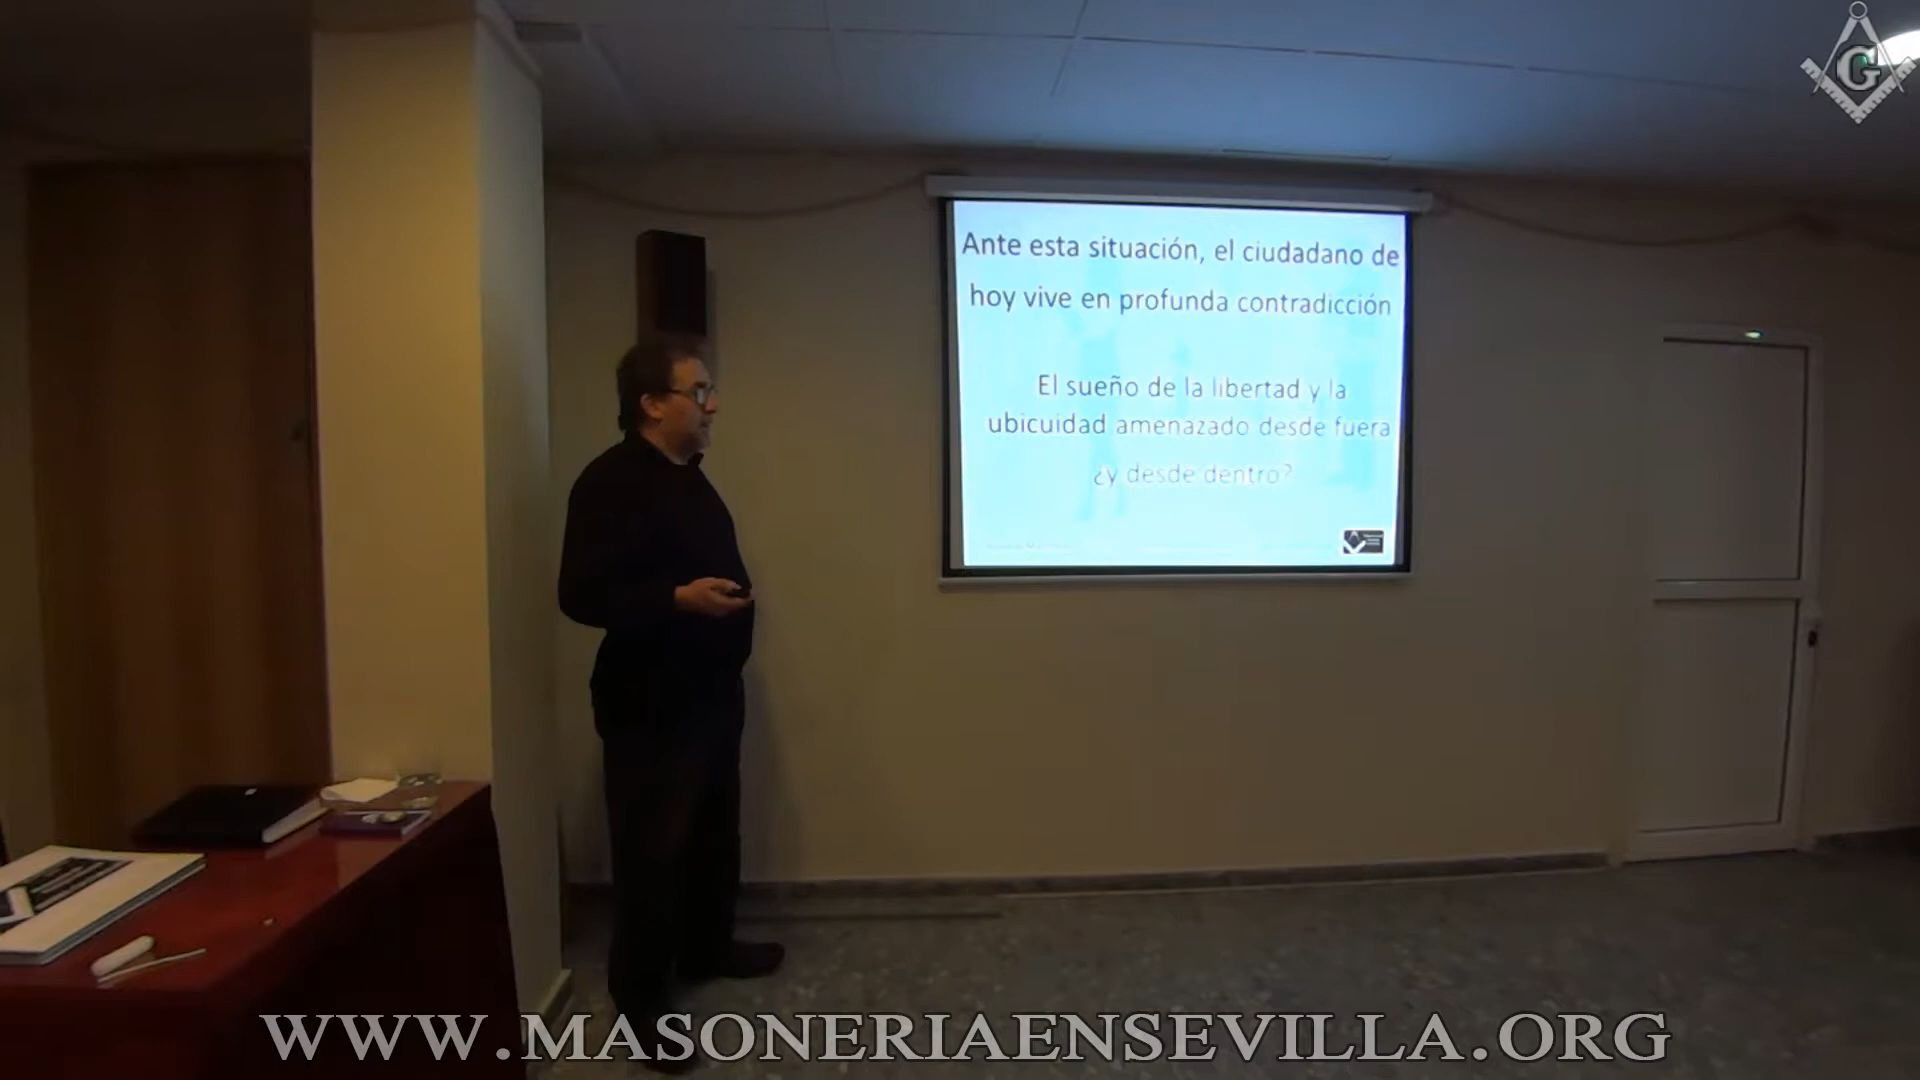 G
Ante esta situación, el ciudadano de
hoy vive en profunda contradicción
El sueño de la libertad y la
ubicuidad amenazado desde fuera
¿y desde dentro?
WWW.MASONERIAENSEVILLA.ORG